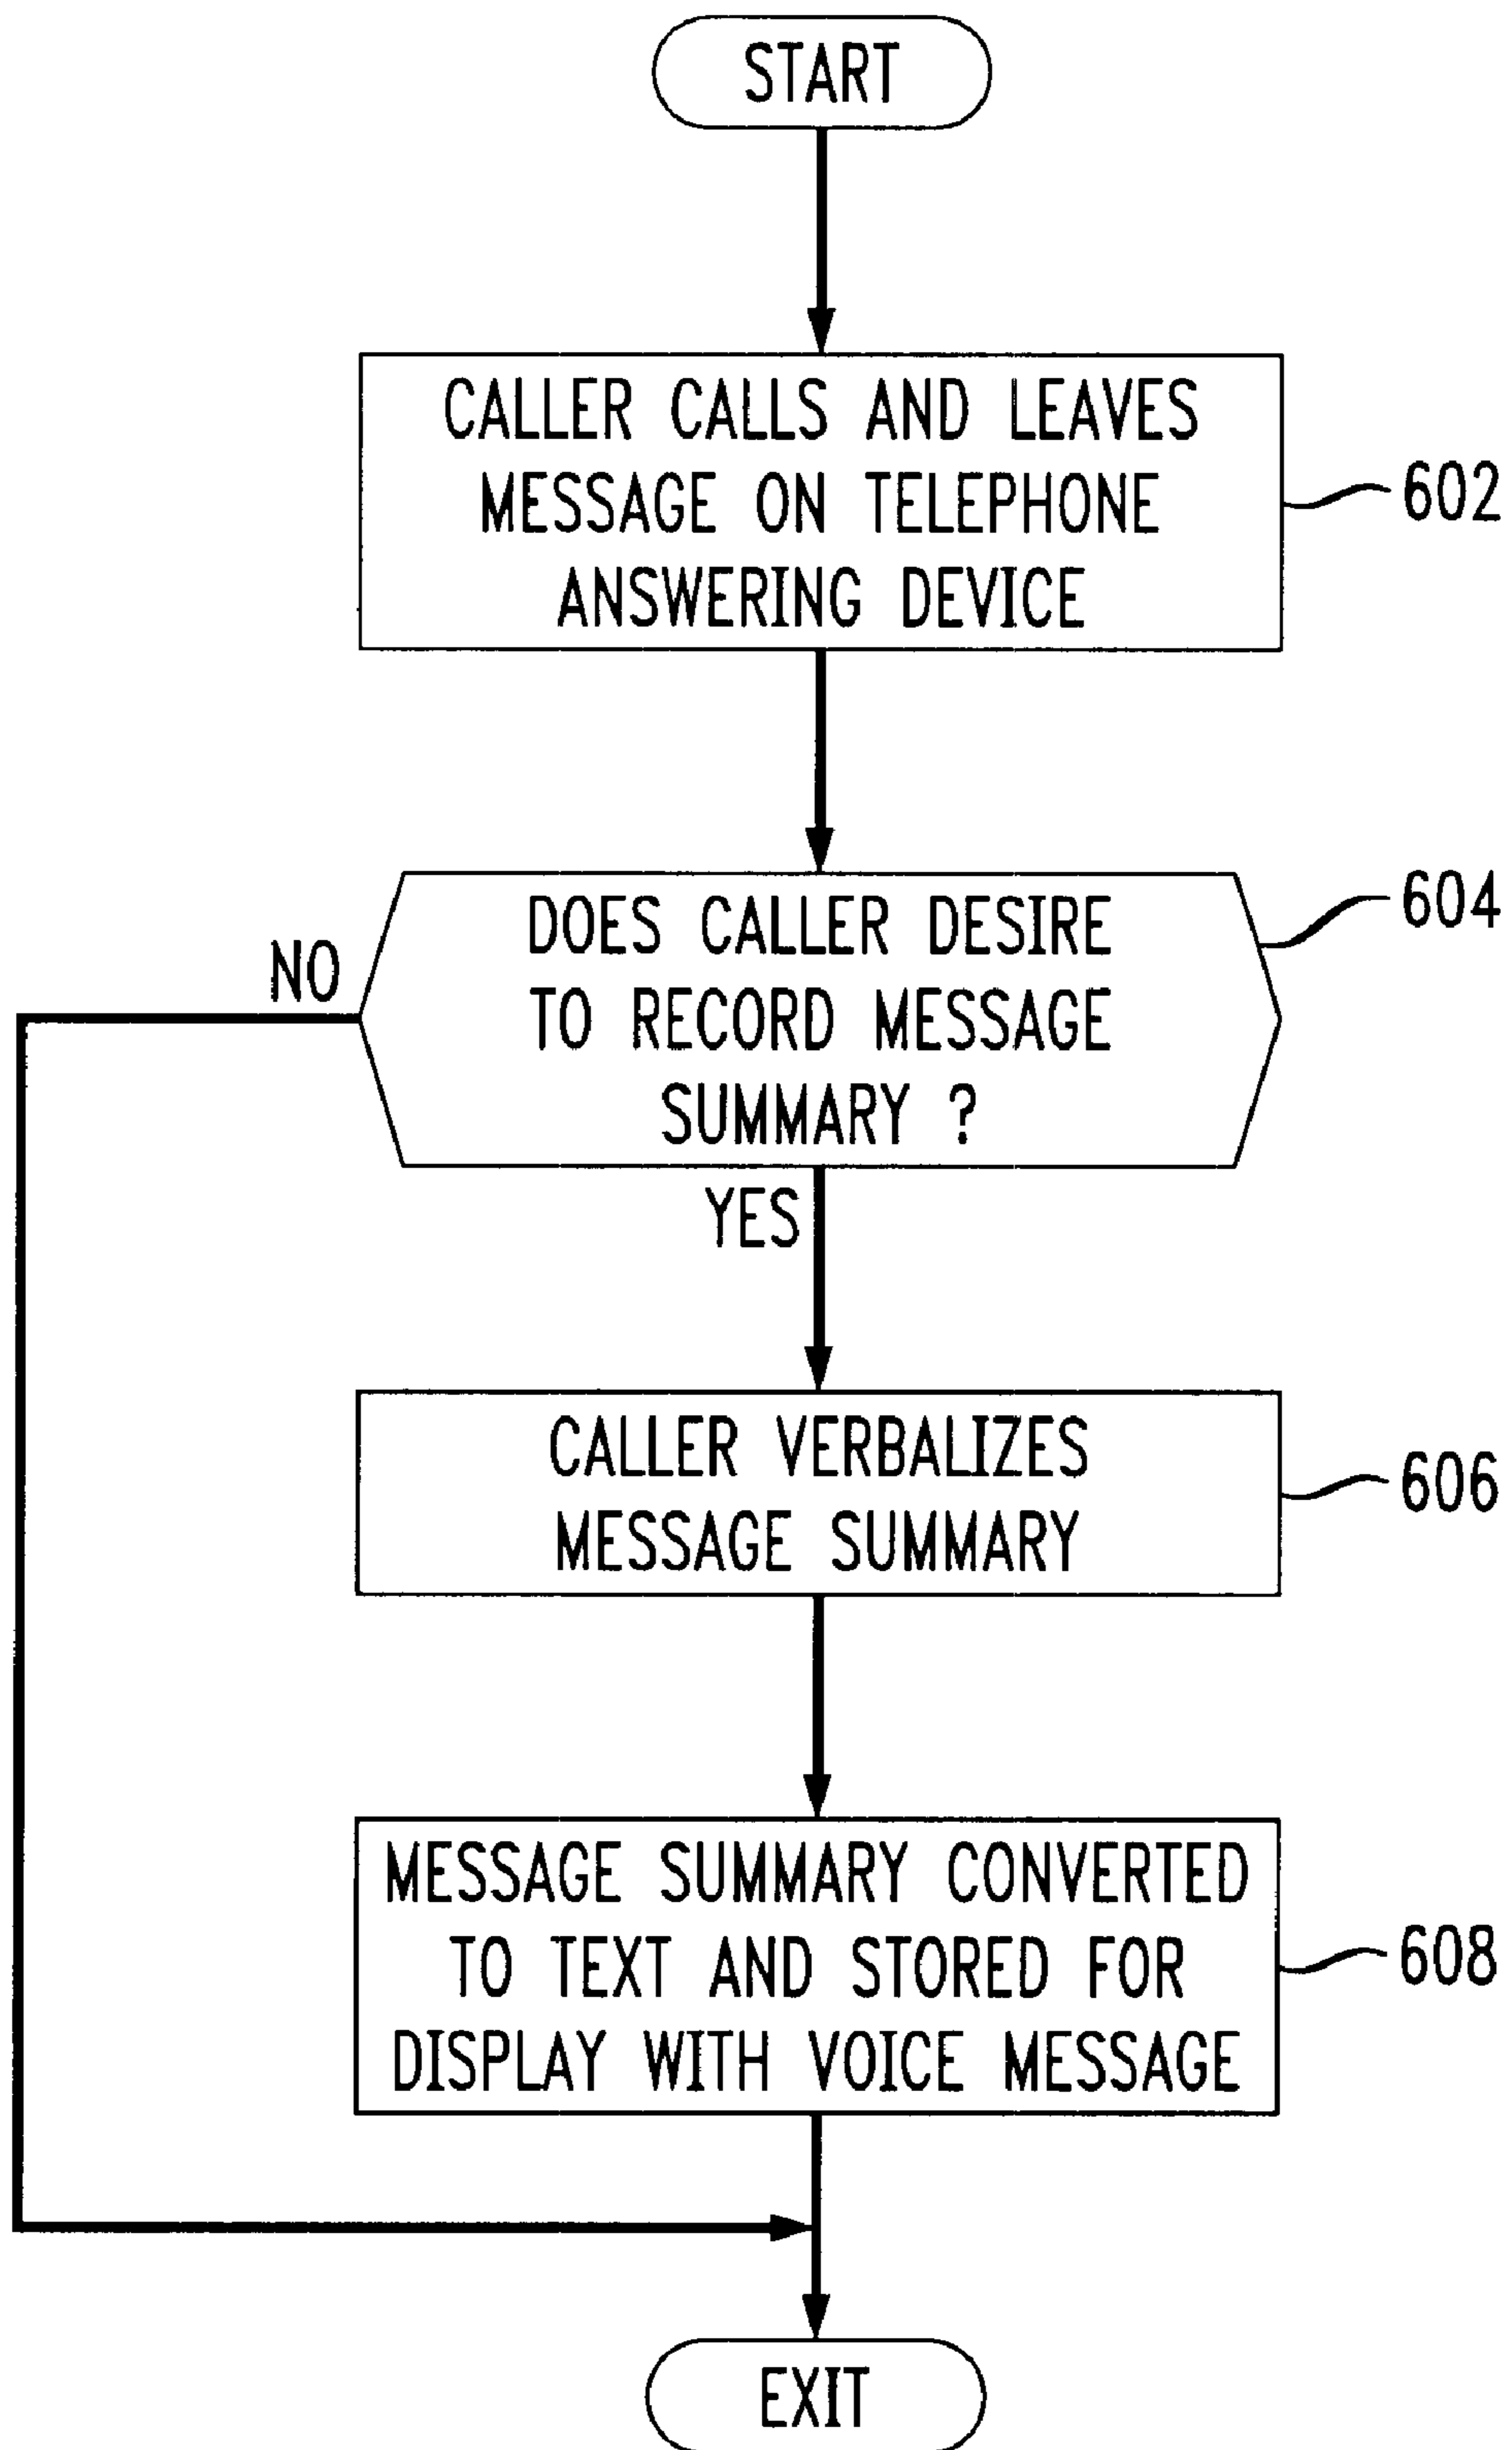 START
CALLER CALLS AND LEAVES
MESSAGE ON TELEPHONE
ANSWERING DEVICE
602
DOES CALLER DESIRE
TO RECORD MESSAGE
SUMMARY ?
604
NO
YES
CALLER VERBALIZES
MESSAGE SUMMARY
606
MESSAGE SUMMARY CONVERTED
TO TEXT AND STORED FOR
DISPLAY WITH VOICE MESSAGE
608
EXIT